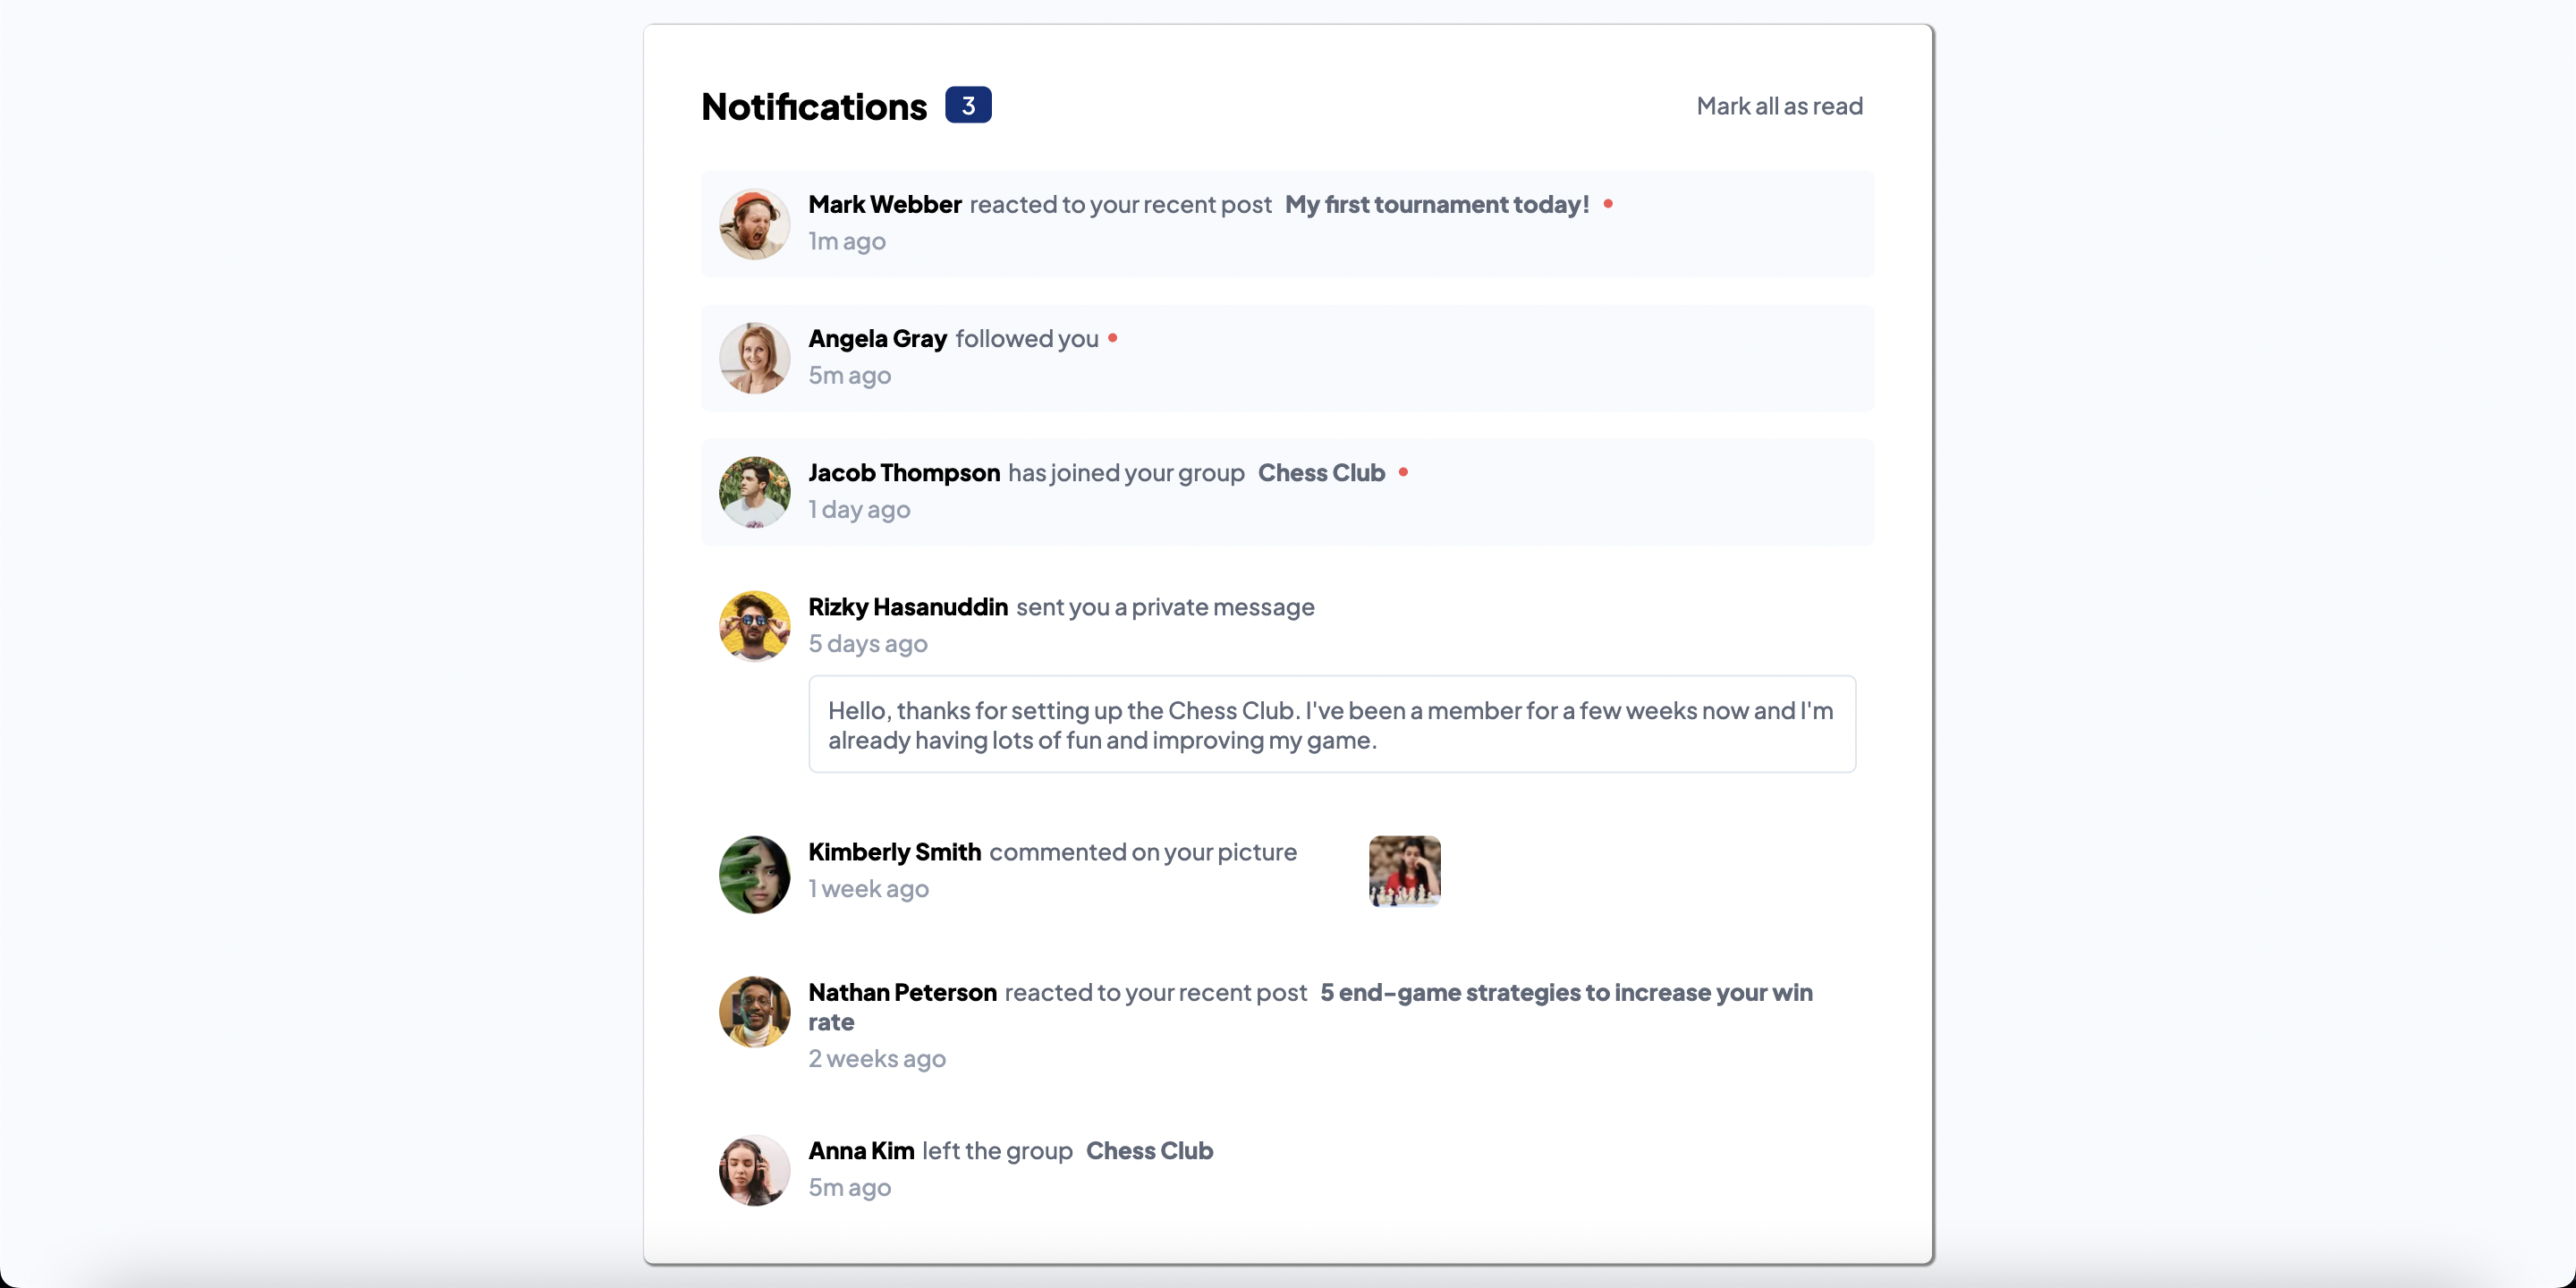 Notifications 3 Mark all as read
Mark Webber reacted to your recent post My first tournament today!
1m ago
Angela Gray followed you
5m ago
Jacob Thompson has joined your group Chess Club
1 day ago
Rizky Hasanuddin sent you a private message
5 days ago
Hello, thanks for setting up the Chess Club. I've been a member for a few weeks now and I'm
already having lots of fun and improving my game.
Kimberly Smith commented on your picture
1 week ago
Nathan Peterson reacted to your recent post 5 end-game strategies to increase your win
rate
2 weeks ago
Anna Kim left the group Chess Club
5m ago